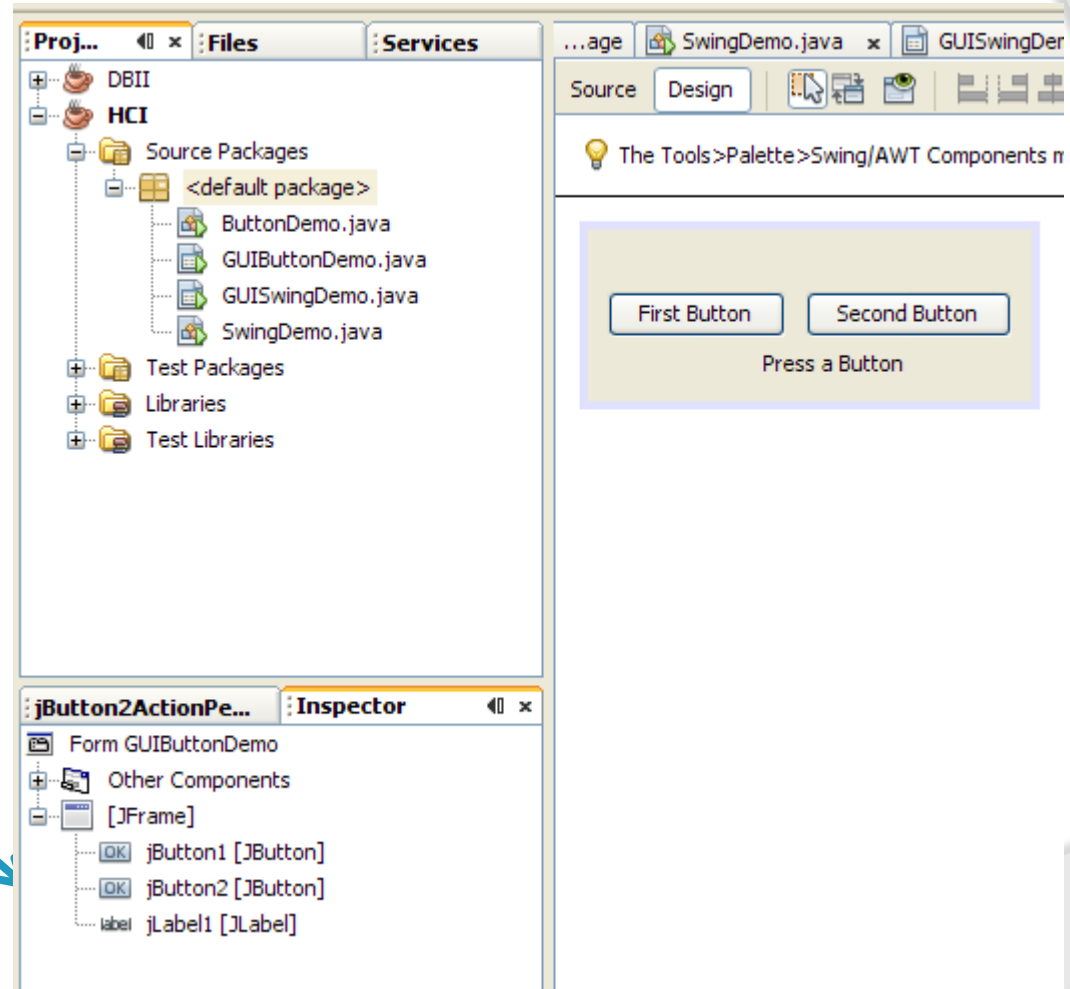 Proj...
Files
Services
DBII
HCI
Source Packages
<default package>
ButtonDemo.java
GUIButtonDemo.java
GUISwingDemo.java
SwingDemo.java
Test Packages
Libraries
Test Libraries
jButton2ActionPe...
Inspector
Form GUIButtonDemo
Other Components
[JFrame]
OK jButton1 [JButton]
OK jButton2 [JButton]
label jLabel1 [JLabel]
...age
SwingDemo.java
GUISwingDer
Source
Design
The Tools>Palette>Swing/AWT Components m
First Button
Second Button
Press a Button